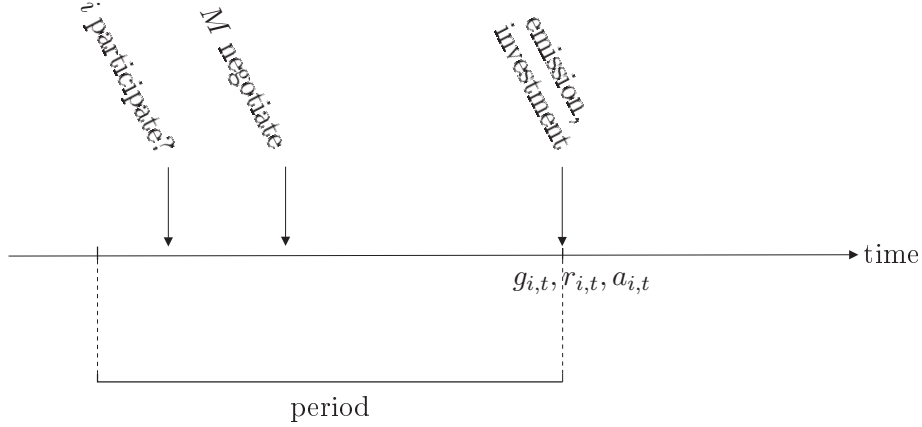 i participate?
M negotiate
emission,
investment
time
g_{i,t}, r_{i,t}, a_{i,t}
period